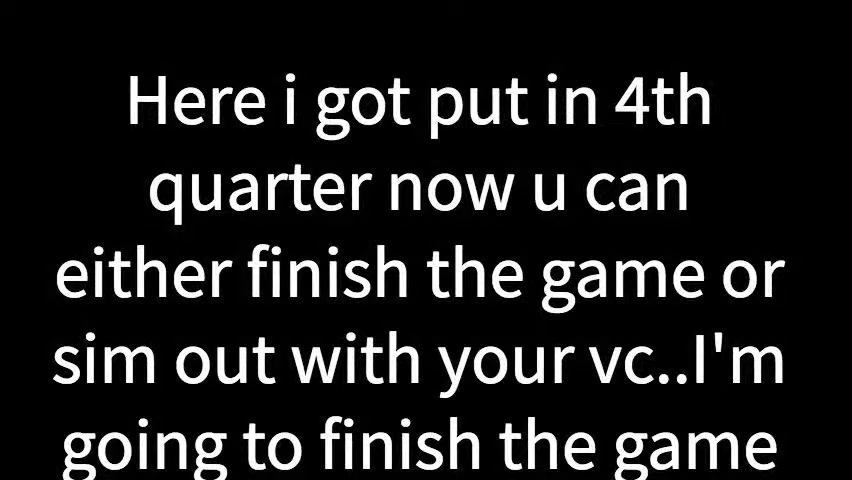 Here i got put in 4th
quarter now u can
either finish the game or
sim out with your vc..I'm
going to finish the game